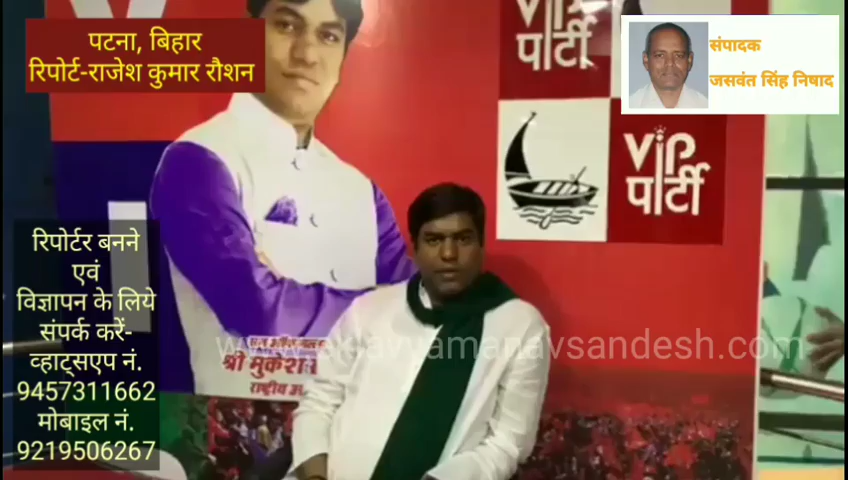 पटना, बिहार
रिपोर्ट-राजेश कुमार रौशन
VIP
पार्टी
संपादक
जसवंत सिंह निषाद
VIP
पार्टी
रिपोर्टर बनने
एवं
विज्ञापन के लिये
संपर्क करें-
व्हाट्सएप नं.
9457311662
मोबाइल नं.
9219506267
श्री मुकेश
राष्ट्रीय